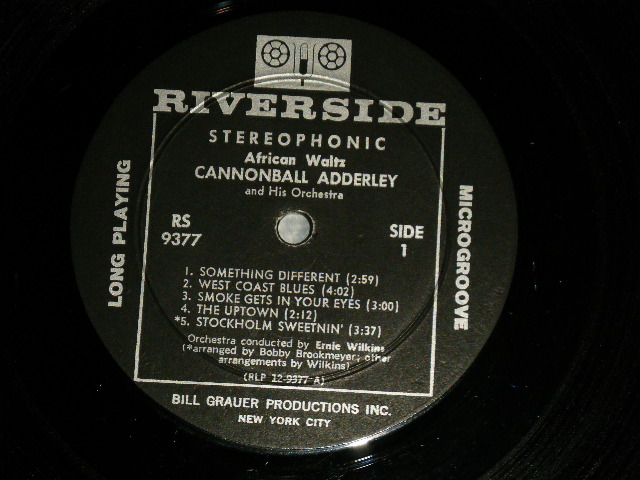 RIVERSIDE
STEREOPHONIC
African Waltz
CANNONBALL ADDERLEY
and His Orchestra
LONG PLAYING
MICROGROOVE
RS
9377
SIDE
1
1. SOMETHING DIFFERENT (2:59)
2. WEST COAST BLUES (4:02)
3. SMOKE GETS IN YOUR EYES (3:00)
4. THE UPTOWN (2:12)
*5. STOCKHOLM SWEETNIN' (3:37)
Orchestra conducted by Ernie Wilkins
(*arranged by Bobby Brookmeyer; other
arrangements by Wilkins)
(RLP 12-9377-A)
BILL GRAUER PRODUCTIONS INC.
NEW YORK CITY